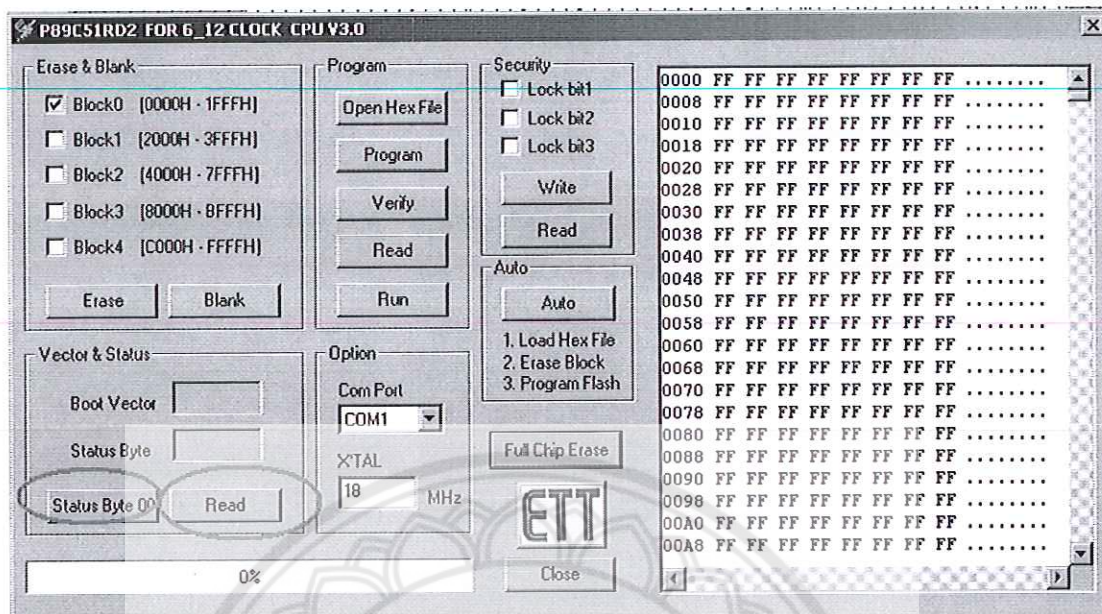 P89C51RD2 FOR 6_12 CLOCK CPU V3.0
Erase & Blank
Block0 (0000H - 1FFFH)
Block1 (2000H - 3FFFH)
Block2 (4000H - 7FFFH)
Block3 (8000H - BFFFH)
Block4 (C000H - FFFFH)
Erase
Blank
Program
Open Hex File
Program
Verify
Read
Run
Security
Lock bit1
Lock bit2
Lock bit3
Write
Read
Auto
Auto
1. Load Hex File
2. Erase Block
3. Program Flash
Vector & Status
Boot Vector
Status Byte
Status Byte 00
Read
Option
Com Port
COM1
X'TAL
18 MHz
Full Chip Erase
ETT
Close
0%
0000 FF FF FF FF FF FF FF FF ........
0008 FF FF FF FF FF FF FF FF ........
0010 FF FF FF FF FF FF FF FF ........
0018 FF FF FF FF FF FF FF FF ........
0020 FF FF FF FF FF FF FF FF ........
0028 FF FF FF FF FF FF FF FF ........
0030 FF FF FF FF FF FF FF FF ........
0038 FF FF FF FF FF FF FF FF ........
0040 FF FF FF FF FF FF FF FF ........
0048 FF FF FF FF FF FF FF FF ........
0050 FF FF FF FF FF FF FF FF ........
0058 FF FF FF FF FF FF FF FF ........
0060 FF FF FF FF FF FF FF FF ........
0068 FF FF FF FF FF FF FF FF ........
0070 FF FF FF FF FF FF FF FF ........
0078 FF FF FF FF FF FF FF FF ........
0080 FF FF FF FF FF FF FF FF ........
0088 FF FF FF FF FF FF FF FF ........
0090 FF FF FF FF FF FF FF FF ........
0098 FF FF FF FF FF FF FF FF ........
00A0 FF FF FF FF FF FF FF FF ........
00A8 FF FF FF FF FF FF FF FF ........